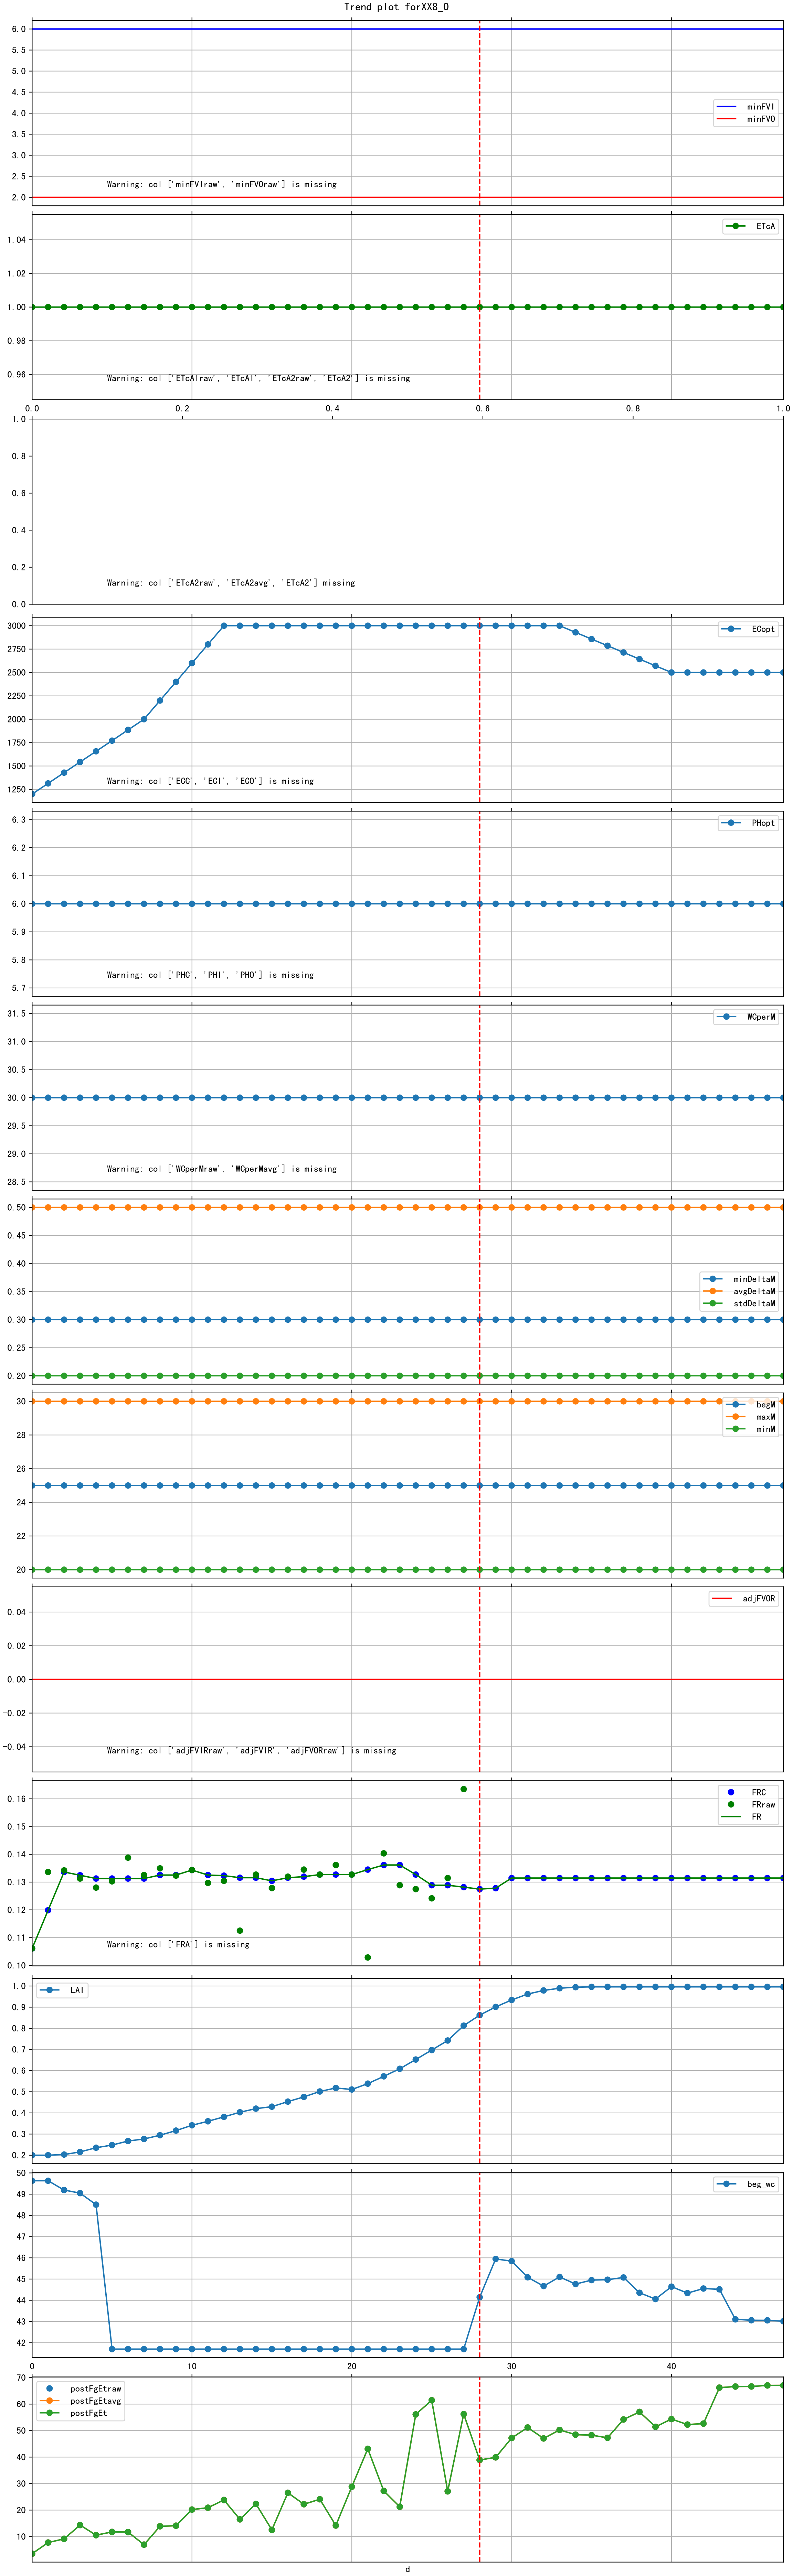 Trend plot forXX8_0
6.0
5.5
5.0
4.5
4.0
3.5
3.0
2.5
2.0
minFVI
minFVO
Warning: col ['minFVIraw', 'minFVOraw'] is missing
1.04
1.02
1.00
0.98
0.96
ETcA
Warning: col ['ETcA1raw', 'ETcA1', 'ETcA2raw', 'ETcA2'] is missing
0.0 0.2 0.4 0.6 0.8 1.0
1.0
0.8
0.6
0.4
0.2
0.0
Warning: col ['ETcA2raw', 'ETcA2avg', 'ETcA2'] missing
3000
2750
2500
2250
2000
1750
1500
1250
ECopt
Warning: col ['ECC', 'ECI', 'ECO'] is missing
6.3
6.2
6.1
6.0
5.9
5.8
5.7
PHopt
Warning: col ['PHC', 'PHI', 'PHO'] is missing
31.5
31.0
30.5
30.0
29.5
29.0
28.5
WCperM
Warning: col ['WCperMraw', 'WCperMavg'] is missing
0.50
0.45
0.40
0.35
0.30
0.25
0.20
minDeltaM
avgDeltaM
stdDeltaM
30
28
26
24
22
20
begM
maxM
minM
0.04
0.02
0.00
−0.02
−0.04
adjFVOR
Warning: col ['adjFVIRraw', 'adjFVIR', 'adjFVORraw'] is missing
0.16
0.15
0.14
0.13
0.12
0.11
0.10
FRC
FRraw
FR
Warning: col ['FRA'] is missing
1.0
0.9
0.8
0.7
0.6
0.5
0.4
0.3
0.2
LAI
50
49
48
47
46
45
44
43
42
beg_wc
0 10 20 30 40
70
60
50
40
30
20
10
postFgEtraw
postFgEtavg
postFgEt
d